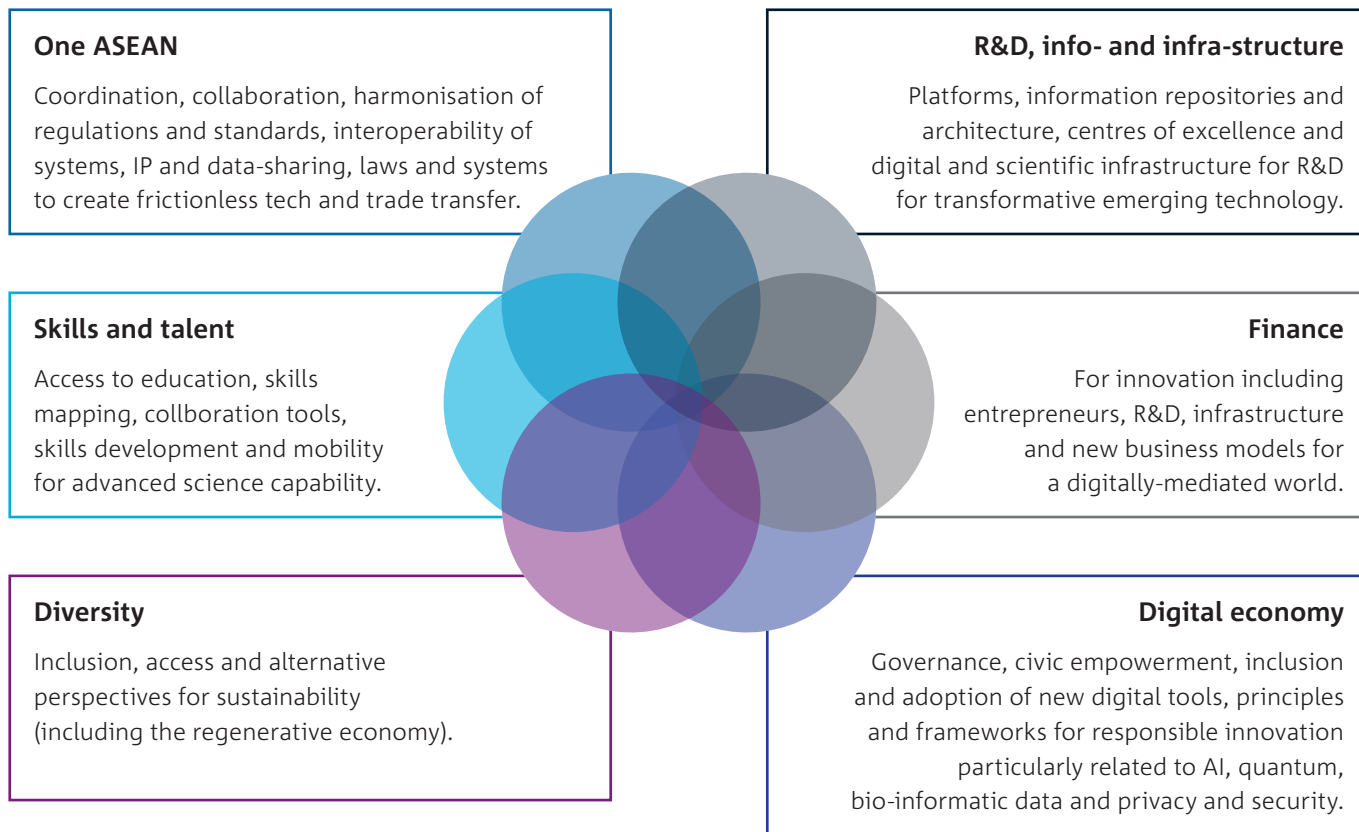 One ASEAN
Coordination, collaboration, harmonisation of
regulations and standards, interoperability of
systems, IP and data-sharing, laws and systems
to create frictionless tech and trade transfer.
R&D, info- and infra-structure
Platforms, information repositories and
architecture, centres of excellence and
digital and scientific infrastructure for R&D
for transformative emerging technology.
Skills and talent
Access to education, skills
mapping, collboration tools,
skills development and mobility
for advanced science capability.
Finance
For innovation including
entrepreneurs, R&D, infrastructure
and new business models for
a digitally-mediated world.
Diversity
Inclusion, access and alternative
perspectives for sustainability
(including the regenerative economy).
Digital economy
Governance, civic empowerment, inclusion
and adoption of new digital tools, principles
and frameworks for responsible innovation
particularly related to AI, quantum,
bio-informatic data and privacy and security.